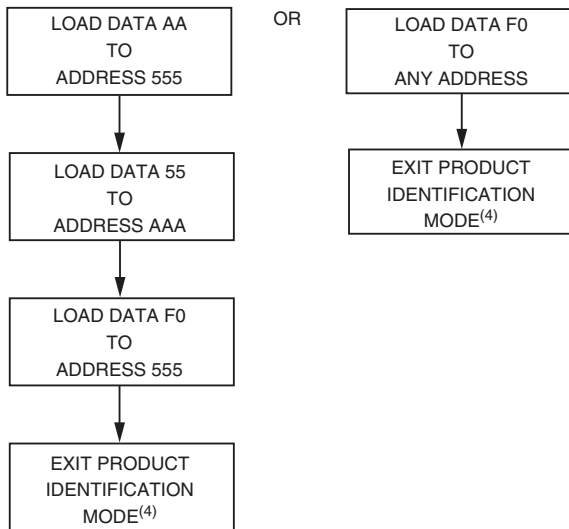 LOAD DATA AA
TO
ADDRESS 555
LOAD DATA 55
TO
ADDRESS AAA
LOAD DATA F0
TO
ADDRESS 555
EXIT PRODUCT
IDENTIFICATION
MODE(4)
OR
LOAD DATA F0
TO
ANY ADDRESS
EXIT PRODUCT
IDENTIFICATION
MODE(4)